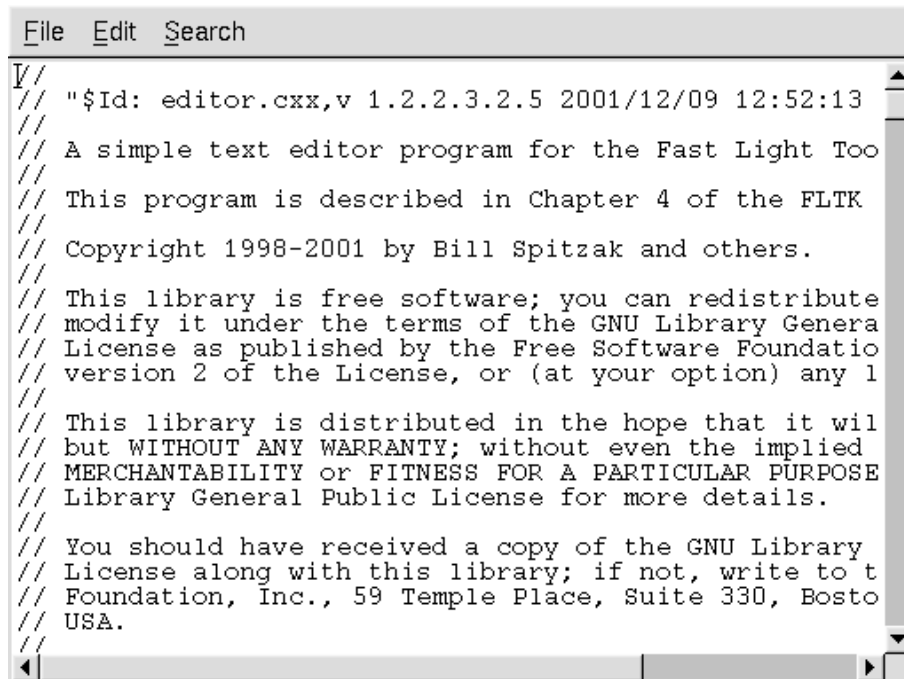 File Edit Search
//
// "$Id: editor.cxx,v 1.2.2.3.2.5 2001/12/09 12:52:13
//
// A simple text editor program for the Fast Light Too
//
// This program is described in Chapter 4 of the FLTK
//
// Copyright 1998-2001 by Bill Spitzak and others.
//
// This library is free software; you can redistribute
// modify it under the terms of the GNU Library Genera
// License as published by the Free Software Foundatio
// version 2 of the License, or (at your option) any l
//
// This library is distributed in the hope that it wil
// but WITHOUT ANY WARRANTY; without even the implied
// MERCHANTABILITY or FITNESS FOR A PARTICULAR PURPOSE
// Library General Public License for more details.
//
// You should have received a copy of the GNU Library
// License along with this library; if not, write to t
// Foundation, Inc., 59 Temple Place, Suite 330, Bosto
// USA.
//